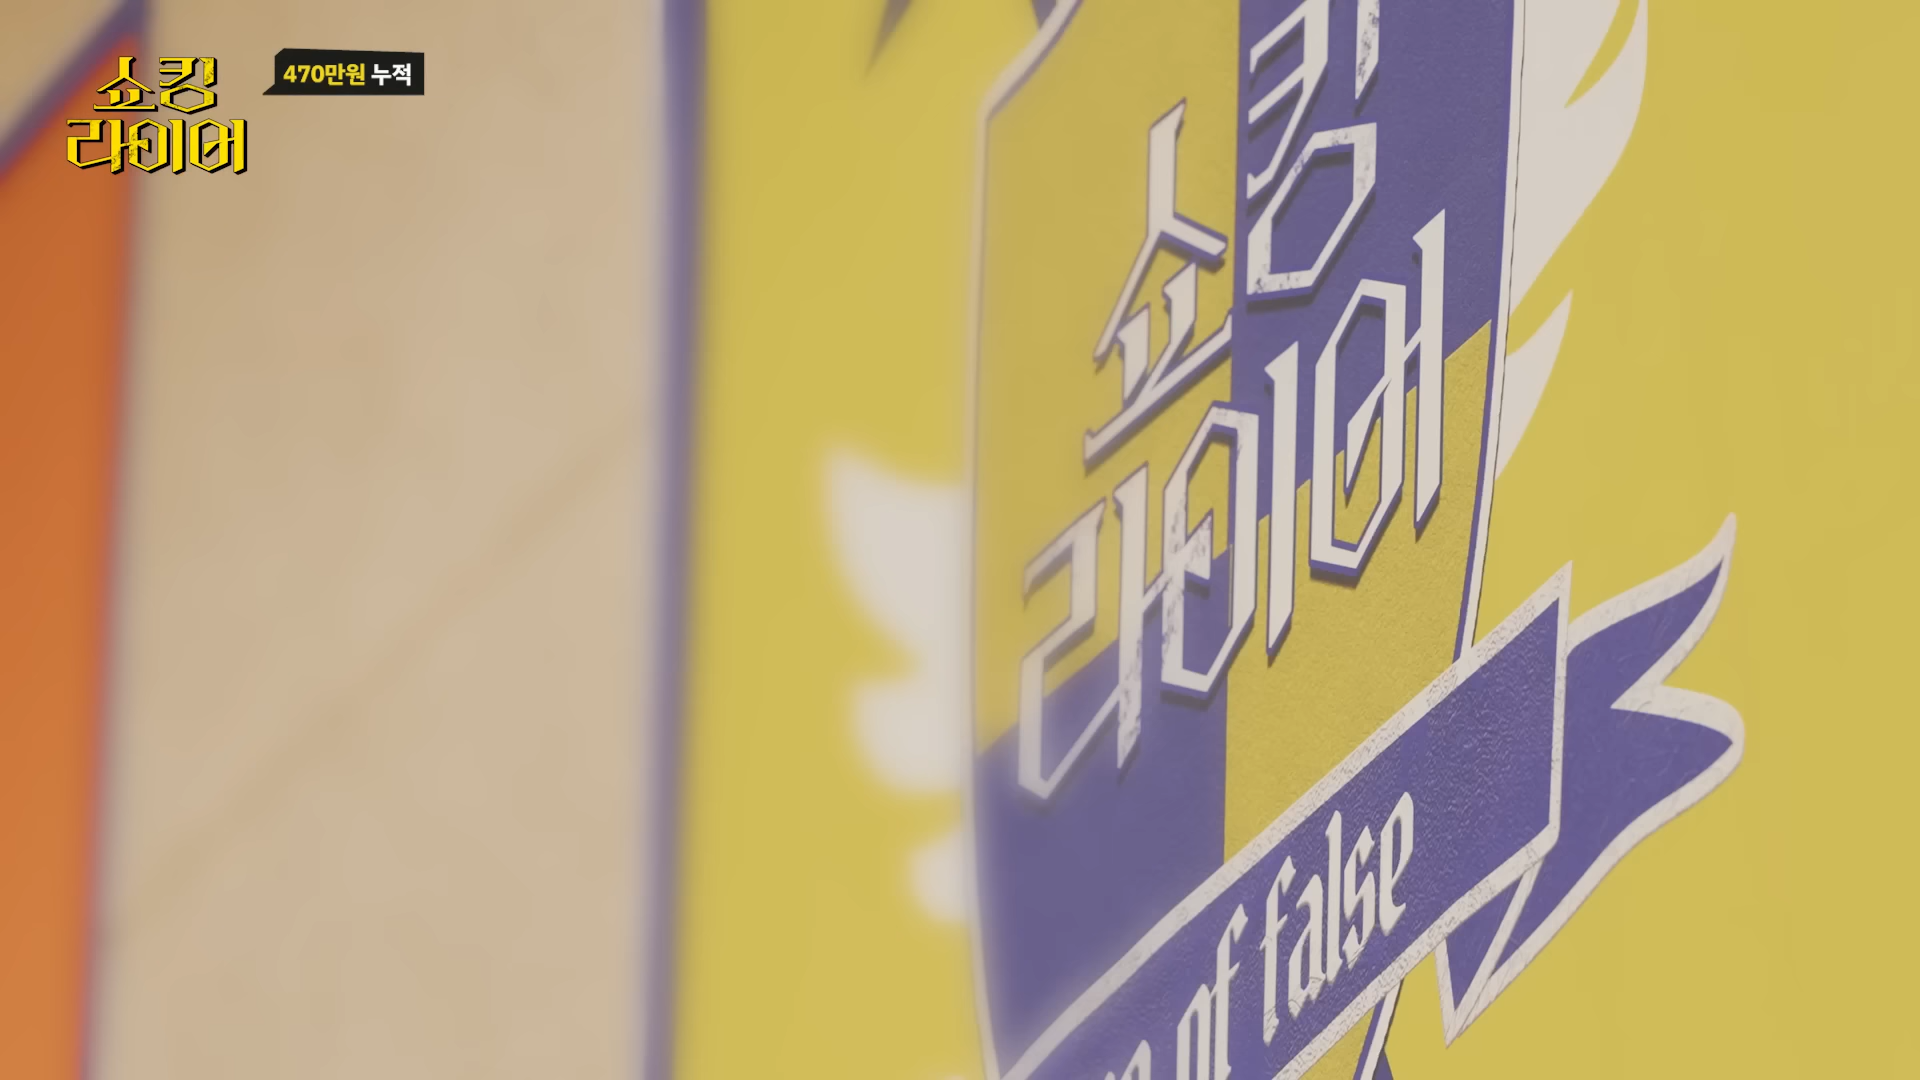 쇼킹
라이어
470만원 누적
쇼킹
라이어
of false